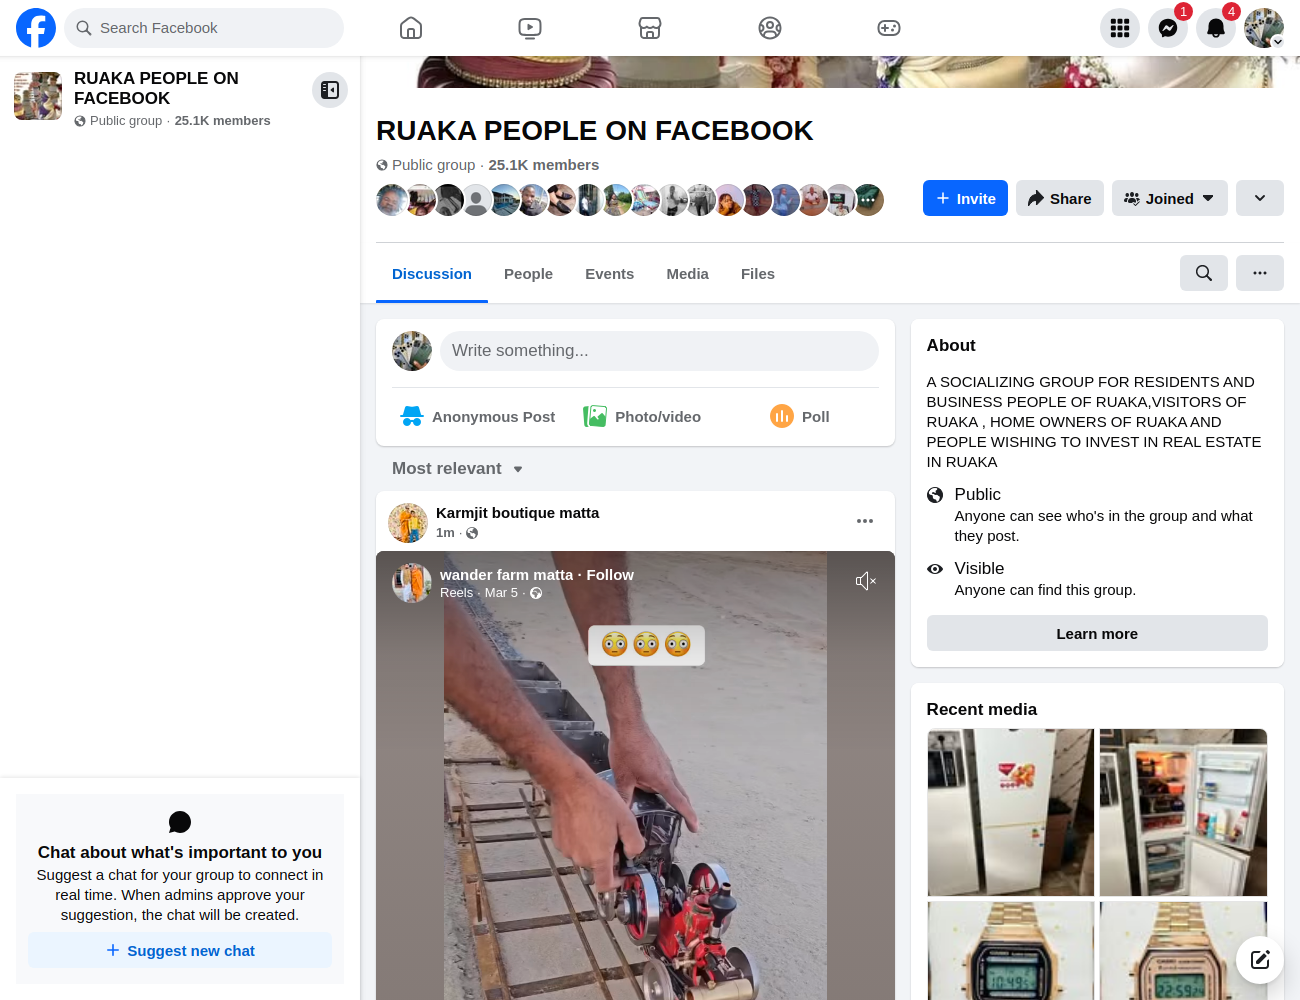 Search Facebook
1
4
RUAKA PEOPLE ON
FACEBOOK
Public group · 25.1K members
RUAKA PEOPLE ON FACEBOOK
Public group · 25.1K members
Invite
Share
Joined
Discussion
People
Events
Media
Files
Write something...
Anonymous Post
Photo/video
Poll
Most relevant
Karmjit boutique matta
1m ·
wander farm matta · Follow
Reels · Mar 5 ·
About
A SOCIALIZING GROUP FOR RESIDENTS AND
BUSINESS PEOPLE OF RUAKA,VISITORS OF
RUAKA , HOME OWNERS OF RUAKA AND
PEOPLE WISHING TO INVEST IN REAL ESTATE
IN RUAKA
Public
Anyone can see who's in the group and what
they post.
Visible
Anyone can find this group.
Learn more
Recent media
CASIO
22:59
Chat about what's important to you
Suggest a chat for your group to connect in
real time. When admins approve your
suggestion, the chat will be created.
Suggest new chat